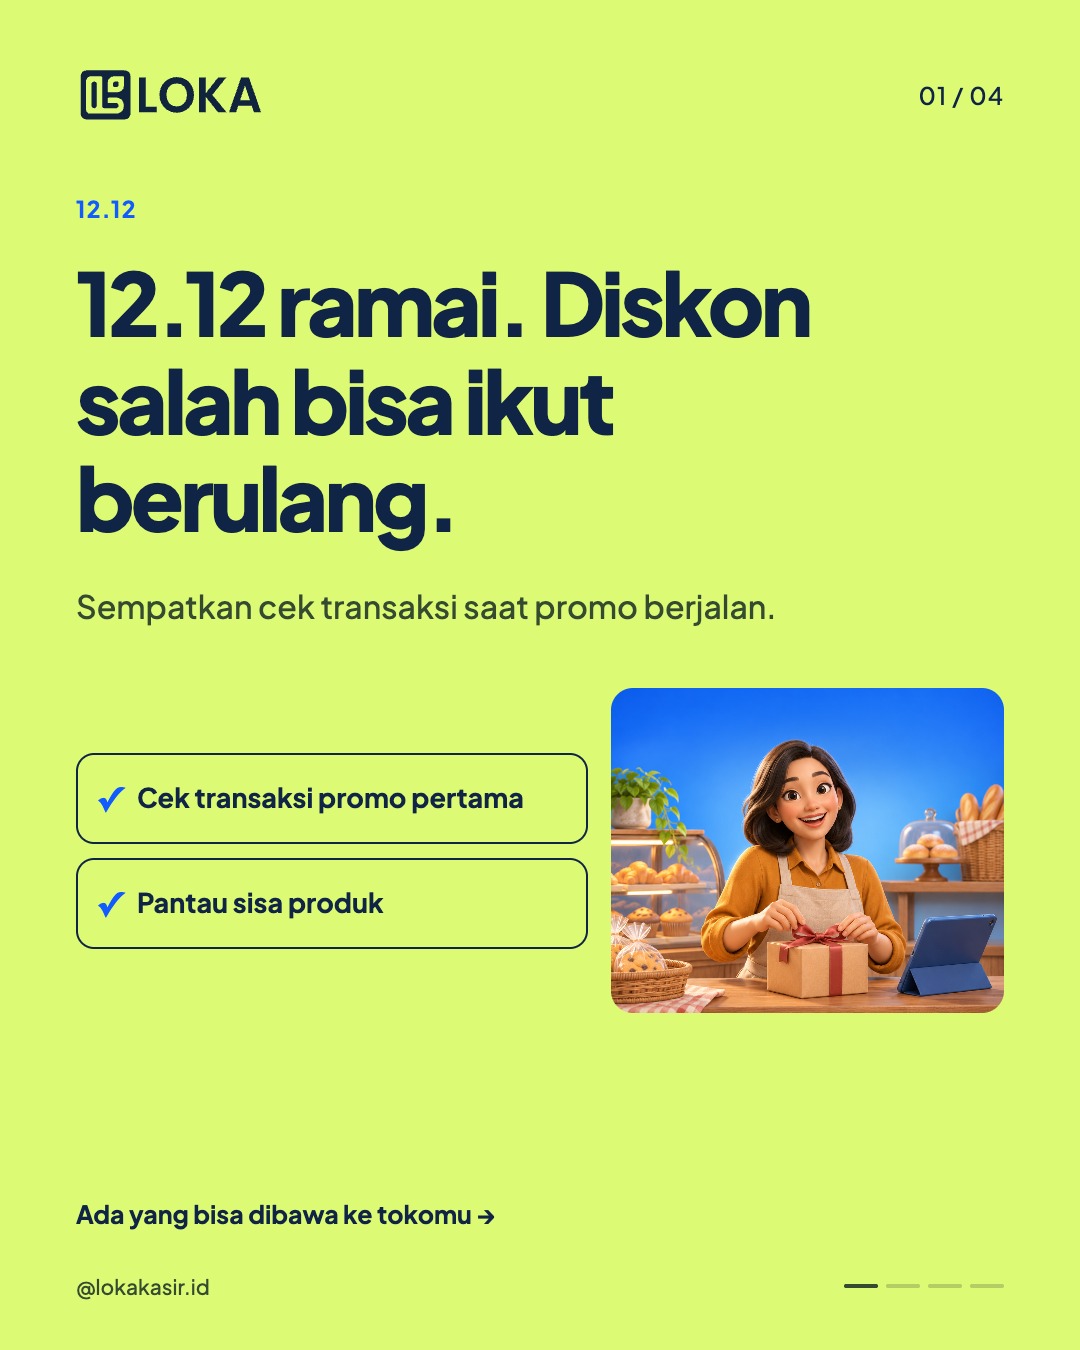 LOKA
01 / 04
12.12
12.12 ramai. Diskon
salah bisa ikut
berulang.
Sempatkan cek transaksi saat promo berjalan.
✓ Cek transaksi promo pertama
✓ Pantau sisa produk
Ada yang bisa dibawa ke tokomu →
@lokakasir.id